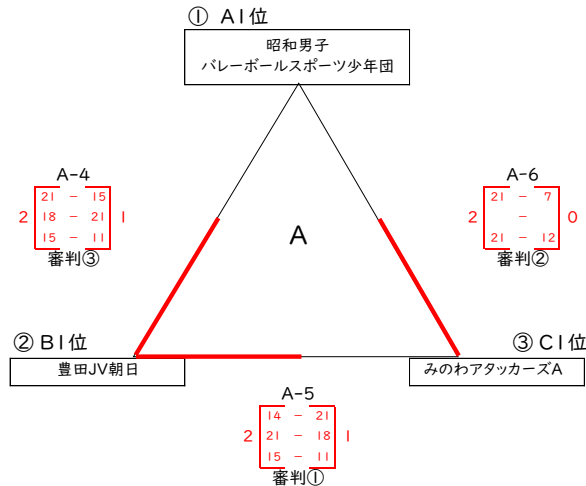 ① A1位
昭和男子
バレーボールスポーツ少年団
A-4
21 - 15
2 18 - 21 1
15 - 11
審判③
A-6
21 - 7
2 - 0
21 - 12
審判②
A
② B1位
豊田JV朝日
③ C1位
みのわアタッカーズA
A-5
14 - 21
2 21 - 18 1
15 - 11
審判①